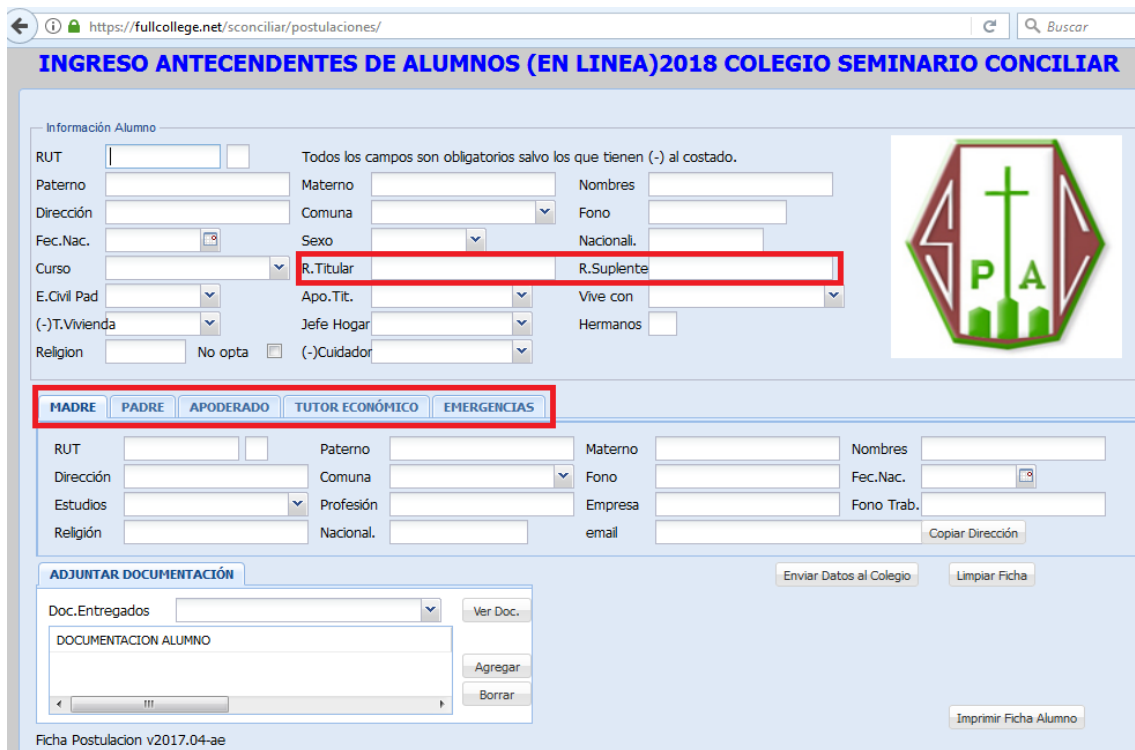 https://fullcollege.net/sconciliar/postulaciones/ Buscar
INGRESO ANTECENDENTES DE ALUMNOS (EN LINEA)2018 COLEGIO SEMINARIO CONCILIAR
Información Alumno
RUT Todos los campos son obligatorios salvo los que tienen (-) al costado.
Paterno Materno Nombres
Dirección Comuna Fono
Fec.Nac. Sexo Nacionali.
Curso R.Titular R.Suplente
E.Civil Pad Apo.Tit. Vive con
(-)T.Vivienda Jefe Hogar Hermanos
Religion No opta (-)Cuidador
S C
P A
MADRE PADRE APODERADO TUTOR ECONÓMICO EMERGENCIAS
RUT Paterno Materno Nombres
Dirección Comuna Fono Fec.Nac.
Estudios Profesión Empresa Fono Trab.
Religión Nacional. email Copiar Dirección
ADJUNTAR DOCUMENTACIÓN Enviar Datos al Colegio Limpiar Ficha
Doc.Entregados Ver Doc.
DOCUMENTACION ALUMNO
Agregar
Borrar
Imprimir Ficha Alumno
Ficha Postulacion v2017.04-ae